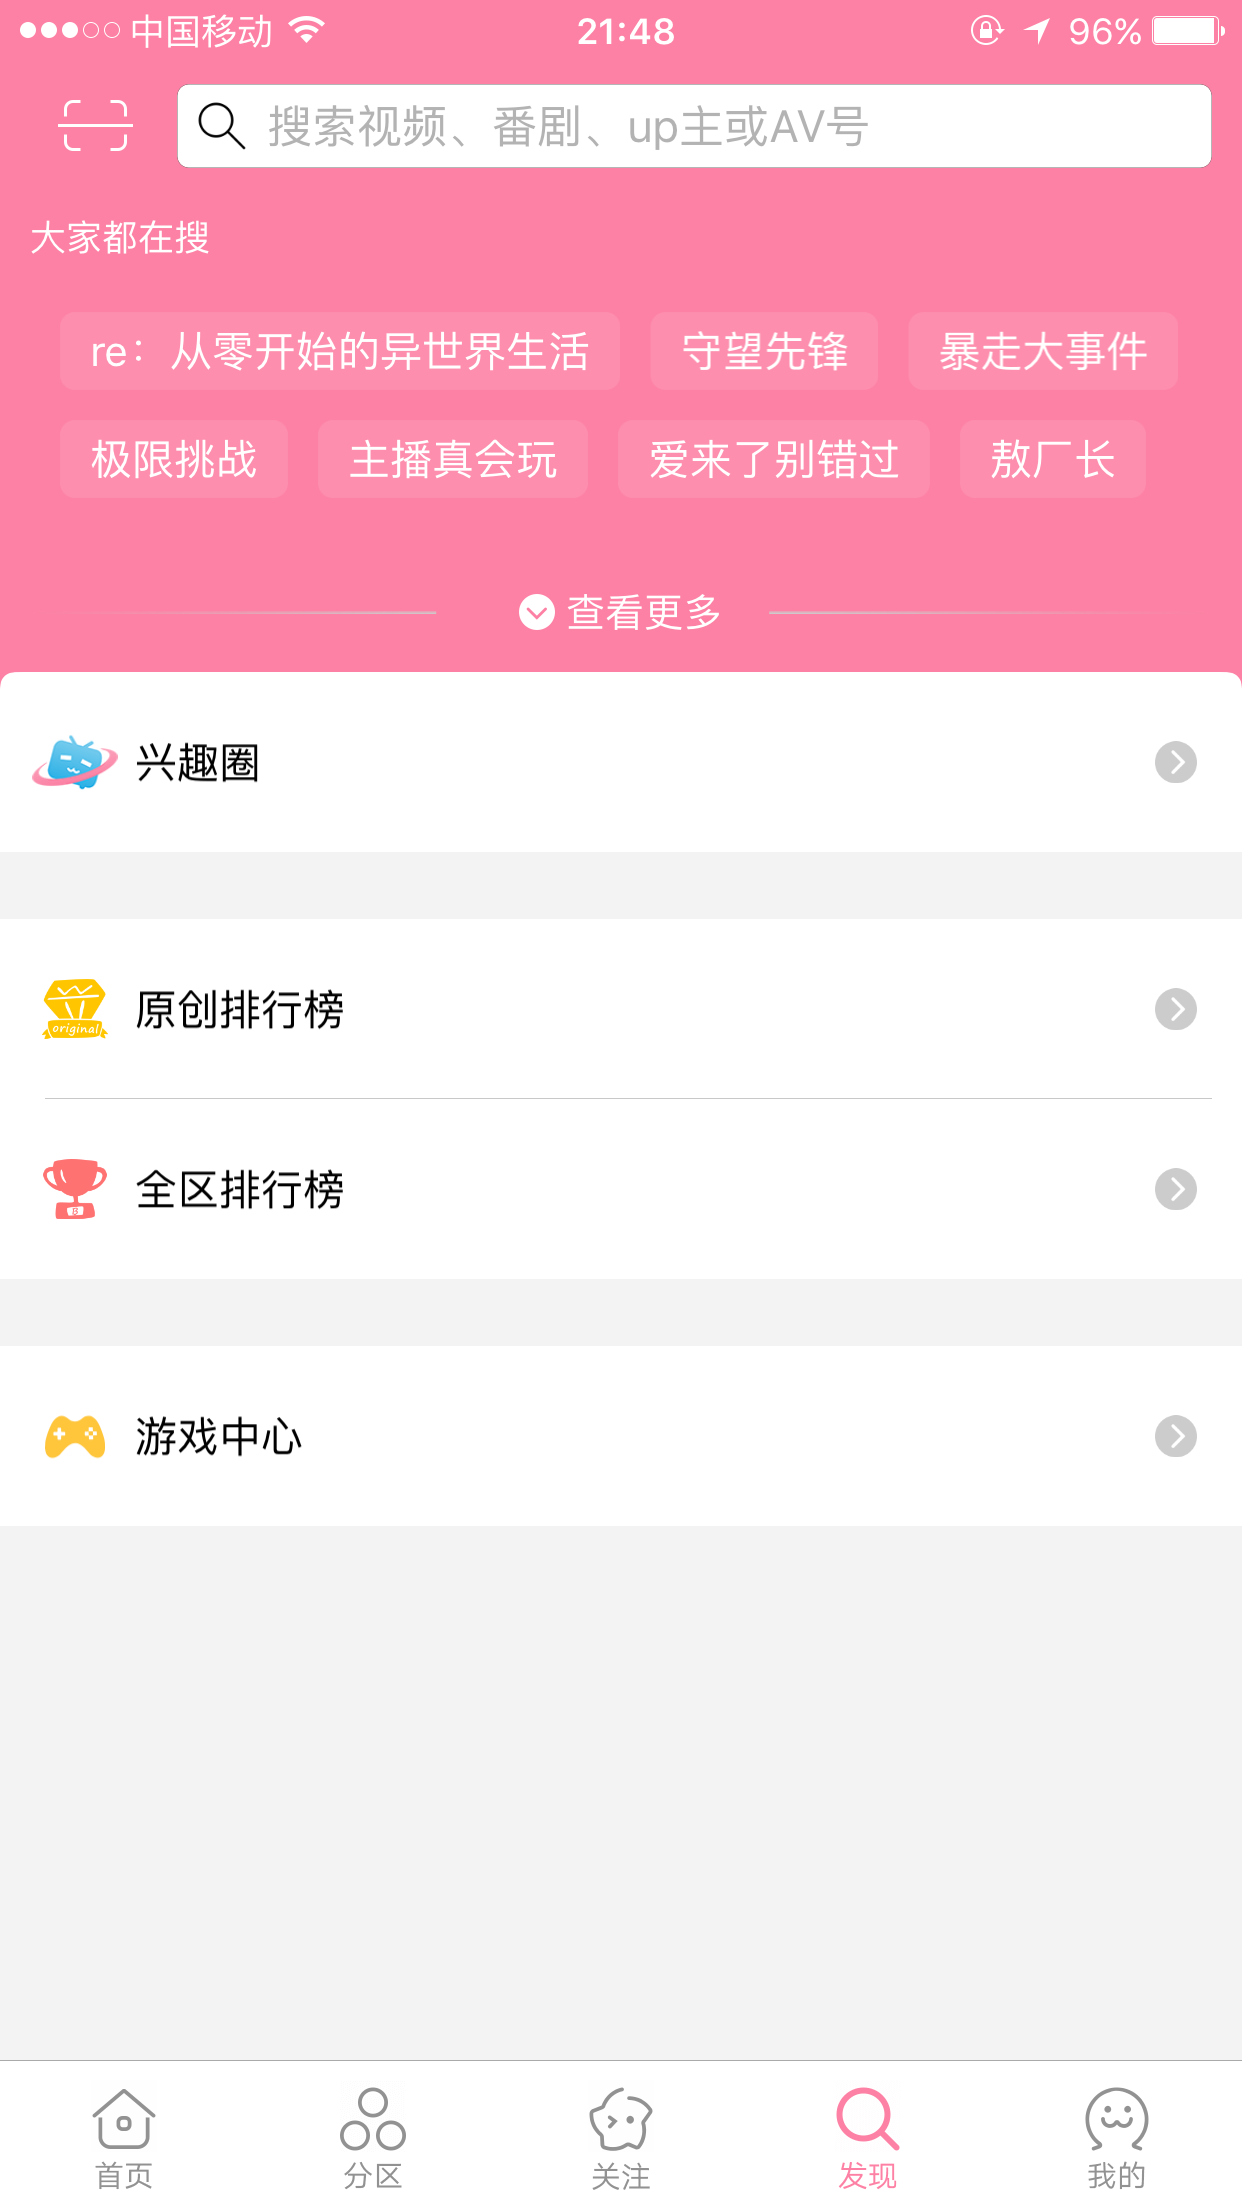 中国移动 21:48 96%
搜索视频、番剧、up主或AV号
大家都在搜
re：从零开始的异世界生活 守望先锋 暴走大事件
极限挑战 主播真会玩 爱来了别错过 敖厂长
查看更多
兴趣圈
original 原创排行榜
全区排行榜
游戏中心
首页 分区 关注 发现 我的